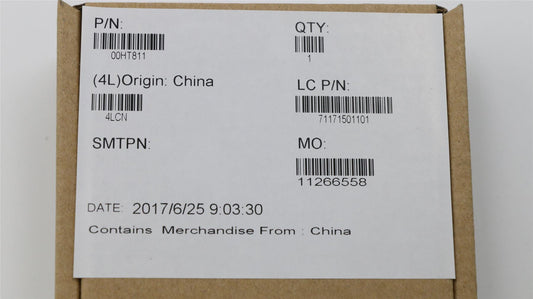 P/N:
QTY:
00HT811
1
(4L)Origin: China
LC P/N:
4LCN
71171501101
SMTPN:
MO:
11266558
DATE: 2017/6/25 9:03:30
Contains Merchandise From : China